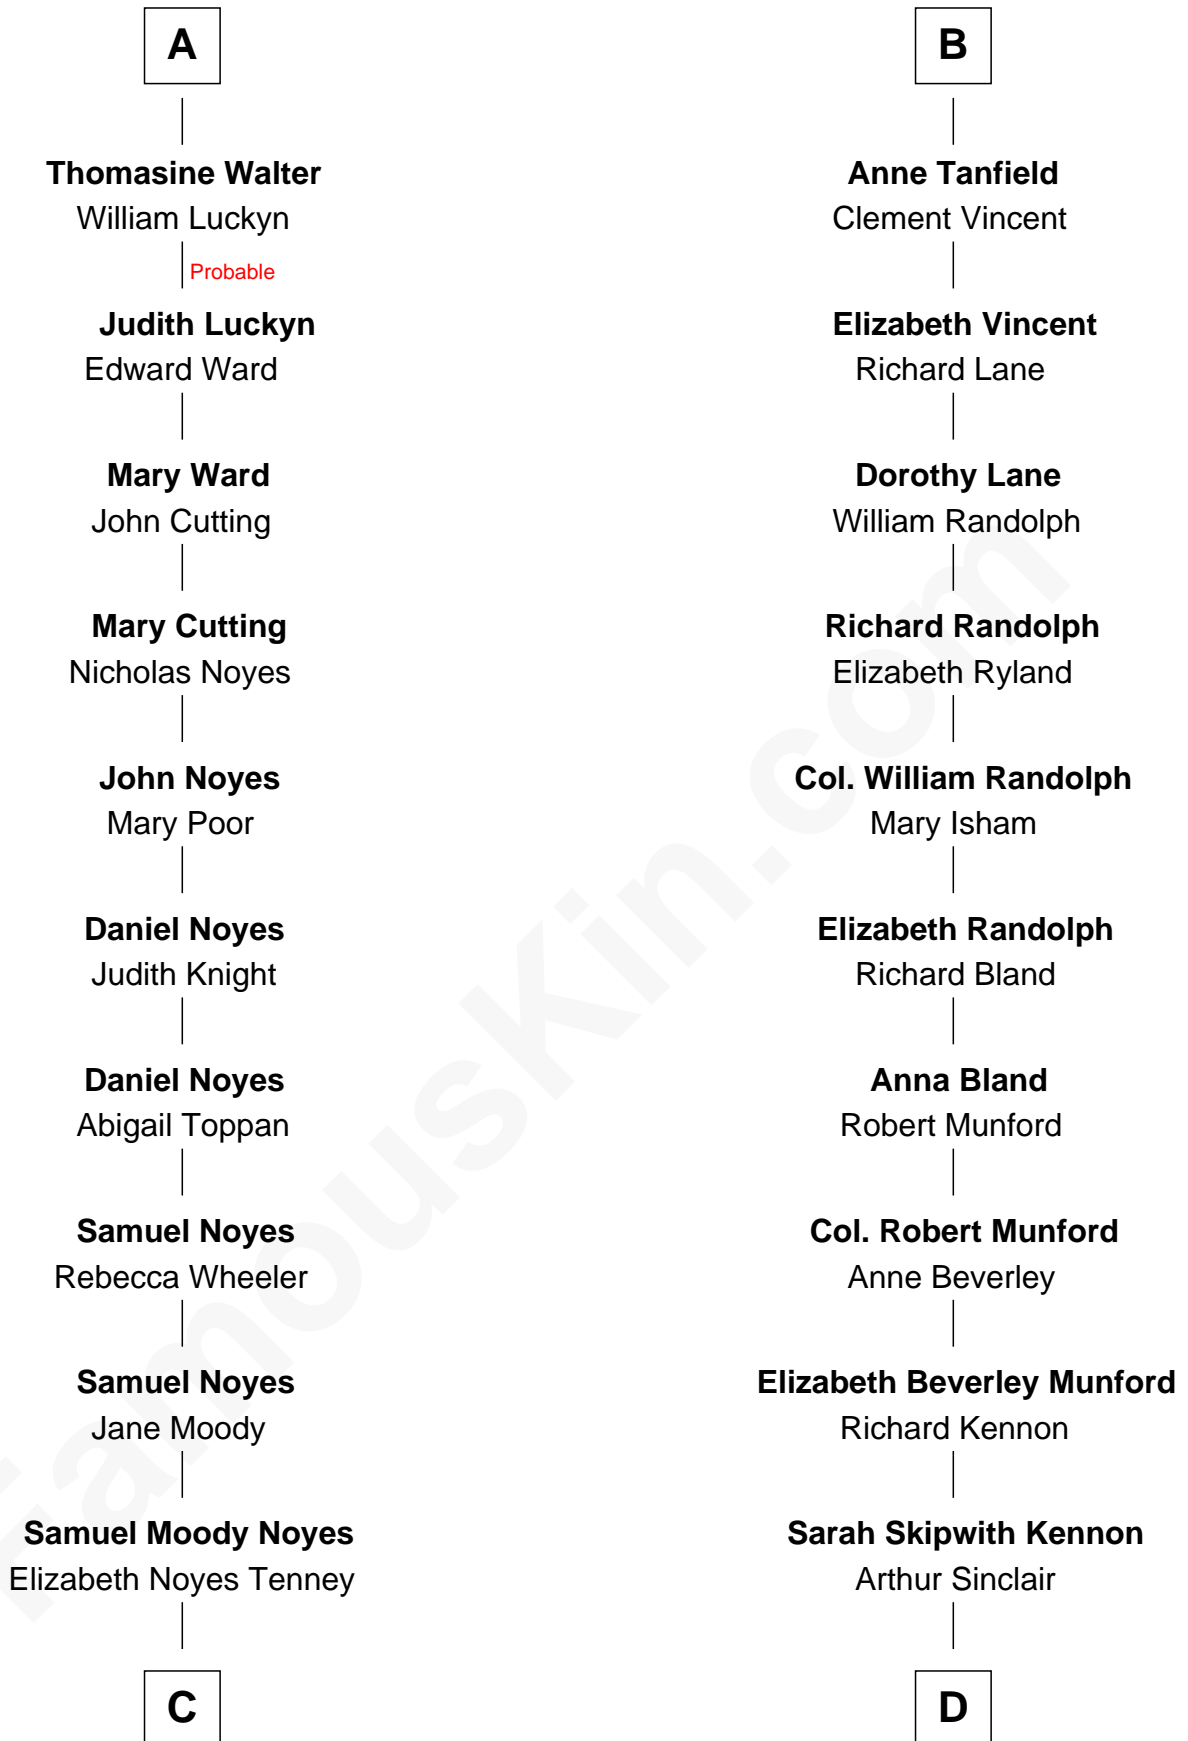 A
Thomasine Walter
William Luckyn
Probable
Judith Luckyn
Edward Ward
Mary Ward
John Cutting
Mary Cutting
Nicholas Noyes
John Noyes
Mary Poor
Daniel Noyes
Judith Knight
Daniel Noyes
Abigail Toppan
Samuel Noyes
Rebecca Wheeler
Samuel Noyes
Jane Moody
Samuel Moody Noyes
Elizabeth Noyes Tenney
C
B
Anne Tanfield
Clement Vincent
Elizabeth Vincent
Richard Lane
Dorothy Lane
William Randolph
Richard Randolph
Elizabeth Ryland
Col. William Randolph
Mary Isham
Elizabeth Randolph
Richard Bland
Anna Bland
Robert Munford
Col. Robert Munford
Anne Beverley
Elizabeth Beverley Munford
Richard Kennon
Sarah Skipwith Kennon
Arthur Sinclair
D
FamousKin.com